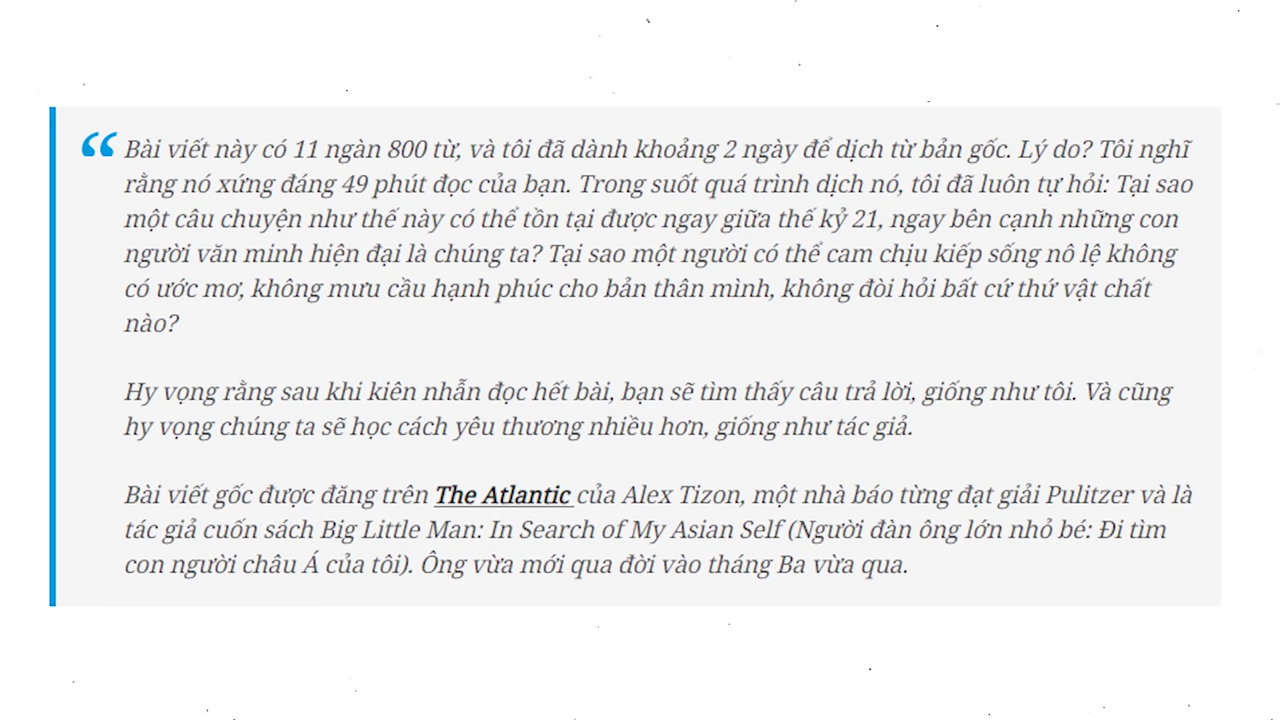 “ Bài viết này có 11 ngàn 800 từ, và tôi đã dành khoảng 2 ngày để dịch từ bản gốc. Lý do? Tôi nghĩ
rằng nó xứng đáng 49 phút đọc của bạn. Trong suốt quá trình dịch nó, tôi đã luôn tự hỏi: Tại sao
một câu chuyện như thế này có thể tồn tại được ngay giữa thế kỷ 21, ngay bên cạnh những con
người văn minh hiện đại là chúng ta? Tại sao một người có thể cam chịu kiếp sống nô lệ không
có ước mơ, không mưu cầu hạnh phúc cho bản thân mình, không đòi hỏi bất cứ thứ vật chất
nào?
Hy vọng rằng sau khi kiên nhẫn đọc hết bài, bạn sẽ tìm thấy câu trả lời, giống như tôi. Và cũng
hy vọng chúng ta sẽ học cách yêu thương nhiều hơn, giống như tác giả.
Bài viết gốc được đăng trên The Atlantic của Alex Tizon, một nhà báo từng đạt giải Pulitzer và là
tác giả cuốn sách Big Little Man: In Search of My Asian Self (Người đàn ông lớn nhỏ bé: Đi tìm
con người châu Á của tôi). Ông vừa mới qua đời vào tháng Ba vừa qua.